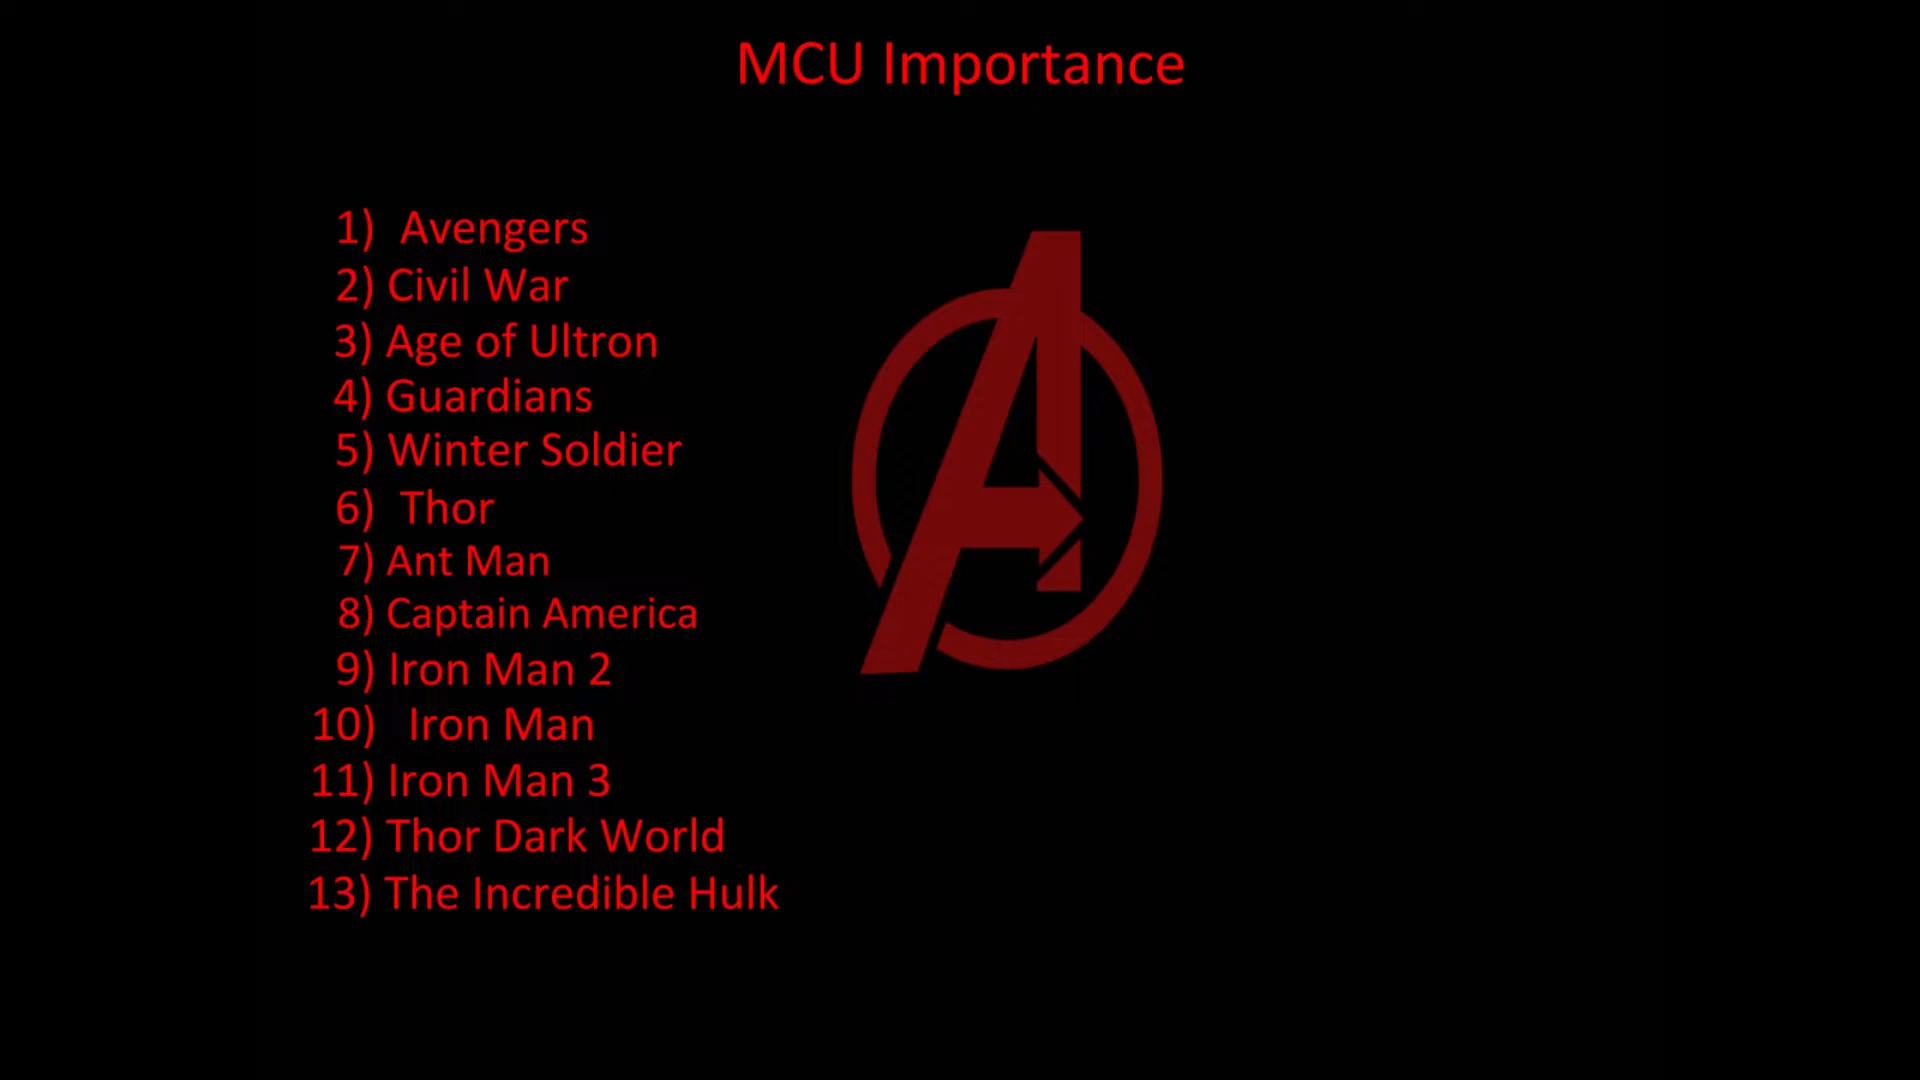 MCU Importance
1) Avengers
2) Civil War
3) Age of Ultron
4) Guardians
5) Winter Soldier
6) Thor
7) Ant Man
8) Captain America
9) Iron Man 2
10) Iron Man
11) Iron Man 3
12) Thor Dark World
13) The Incredible Hulk